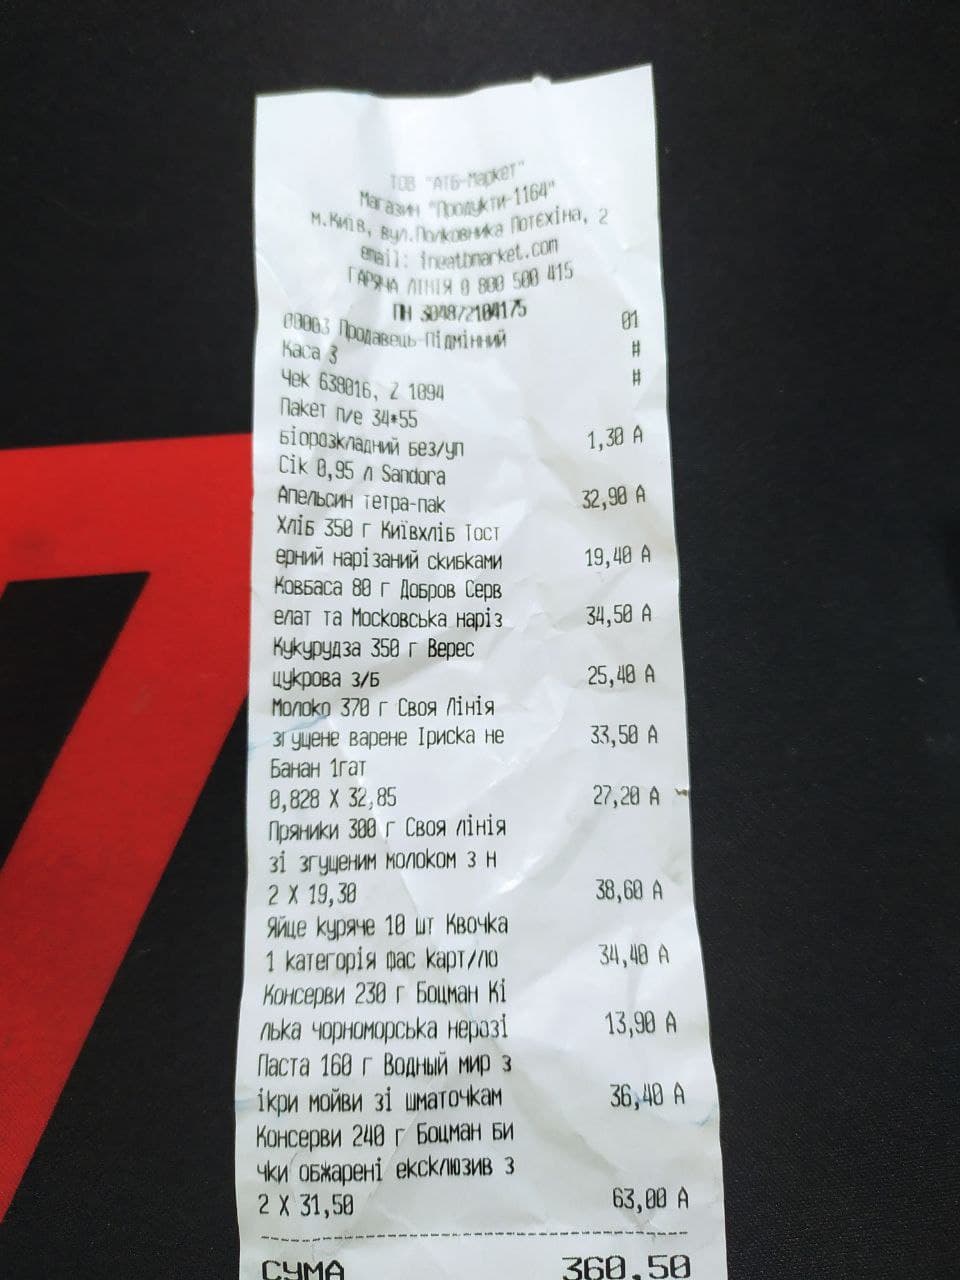 ТОВ "АТБ-Маркет"
Магазин "Продукти-1164"
м.Київ, вул.Полковника Потєхіна, 2
email: 
ГАРЯЧА ЛІНІЯ 0 800 500 415
ПН 304872104175
00003 Продавець-Підмінний 01
Каса 3 #
Чек 638016, Z 1094 #
Пакет п/е 34*55
Біорозкладний без/уп 1,30 А
Сік 0,95 л Sandora
Апельсин тетра-пак 32,90 А
Хліб 350 г Київхліб Тост
ерний нарізаний скибками 19,40 А
Ковбаса 80 г Добров Серв
елат та Московська наріз 34,50 А
Кукурудза 350 г Верес
цукрова з/б 25,40 А
Молоко 370 г Своя Лінія
згущене варене Іриска не 33,50 А
Банан 1гат
0,828 X 32,85 27,20 А
Пряники 300 г Своя лінія
зі згущеним молоком з н
2 X 19,30 38,60 А
Яйце куряче 10 шт Квочка
1 категорія фас карт/ло 34,40 А
Консерви 230 г Боцман Кі
лька чорноморська нерозі 13,90 А
Паста 160 г Водный мир з
ікри мойви зі шматочкам 36,40 А
Консерви 240 г Боцман Би
чки обжарені ексклюзив з
2 X 31,50 63,00 А
СУМА 360,50